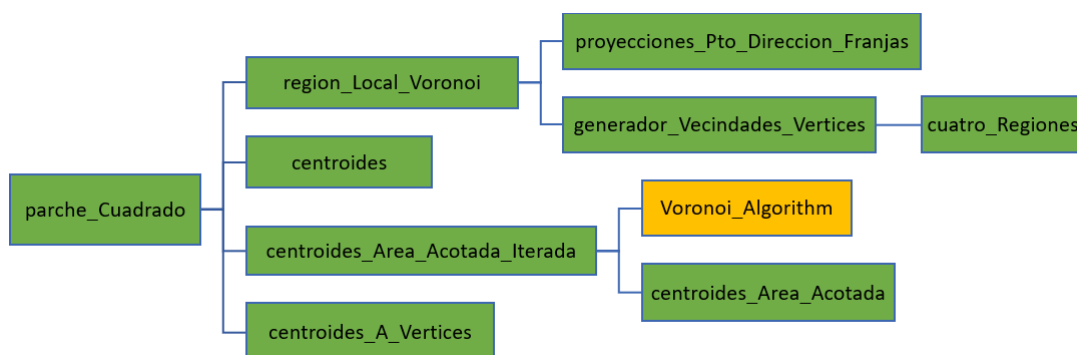 proyecciones_Pto_Direccion_Franjas
region_Local_Voronoi
generador_Vecindades_Vertices
cuatro_Regiones
centroides
parche_Cuadrado
Voronoi_Algorithm
centroides_Area_Acotada_Iterada
centroides_Area_Acotada
centroides_A_Vertices